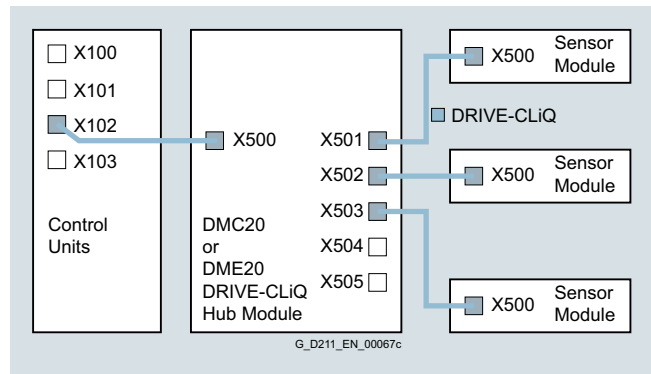 X100
X101
X102
X103
Control
Units
X500
X501
X502
X503
X504
X505
DMC20
or
DME20
DRIVE-CLiQ
Hub Module
X500
Sensor
Module
DRIVE-CLiQ
X500
Sensor
Module
X500
Sensor
Module
G_D211_EN_00067c